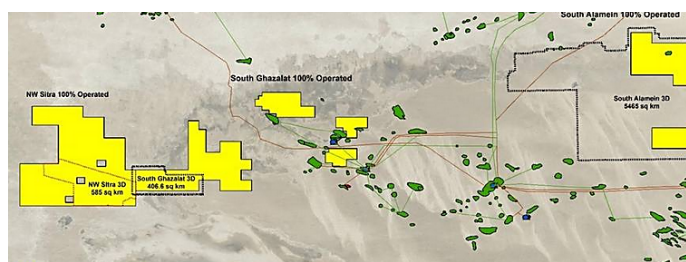 South Alamein 100% Operated
South Ghazalat 100% Operated
NW Sitra 100% Operated
South Alamein 3D
5465 sq km
South Ghazalat 3D
406.6 sq km
NW Sitra 3D
585 sq km